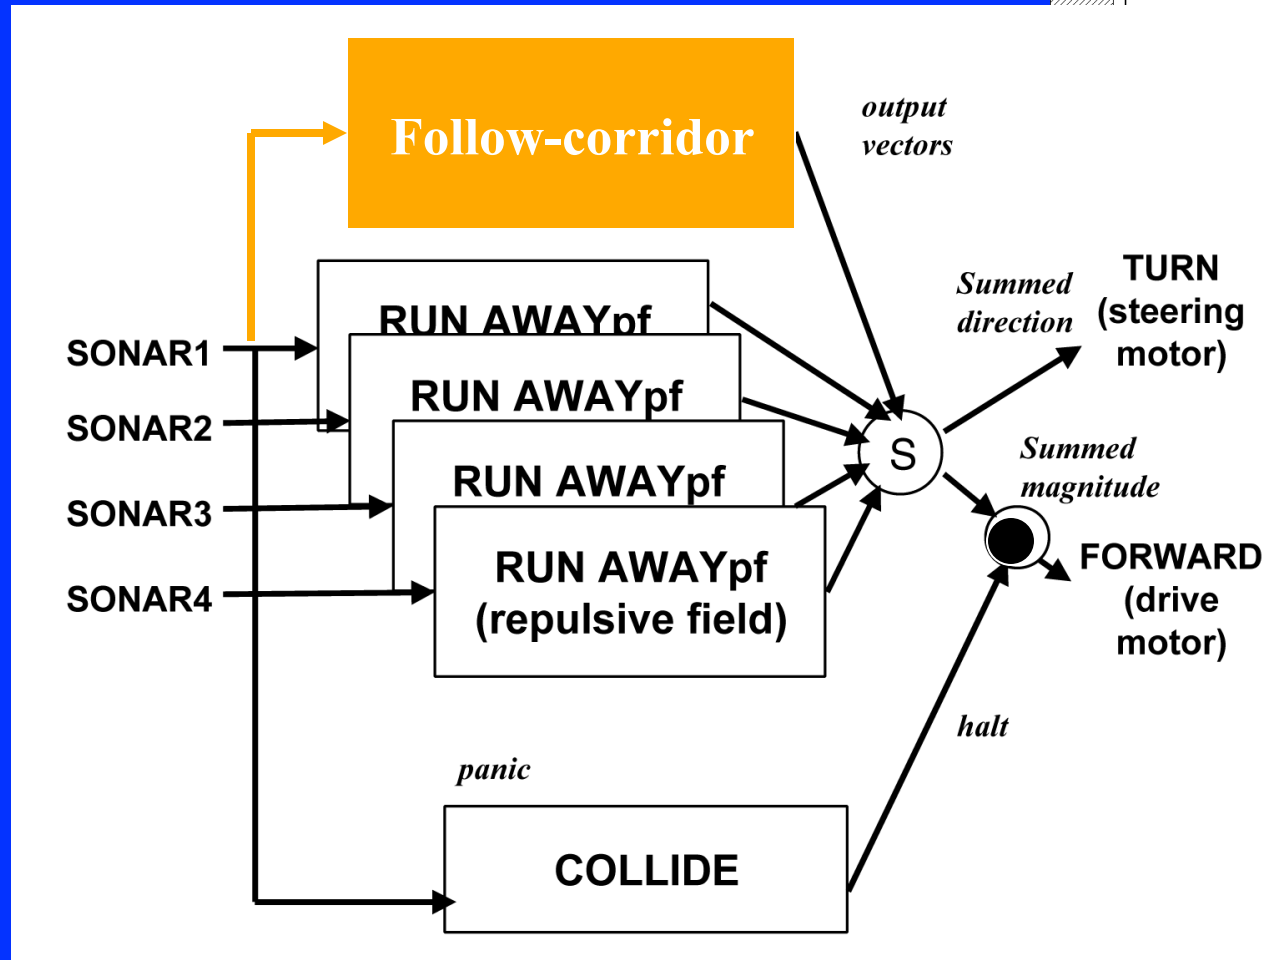 Follow-corridor
output
vectors
RUN AWAYpf
RUN AWAYpf
RUN AWAYpf
RUN AWAYpf
(repulsive field)
SONAR1
SONAR2
SONAR3
SONAR4
S
Summed
direction
TURN
(steering
motor)
Summed
magnitude
FORWARD
(drive
motor)
halt
panic
COLLIDE